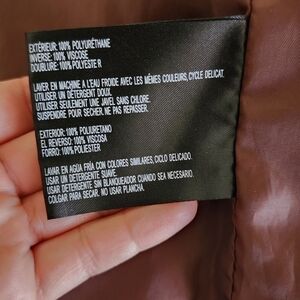 EXTÉRIEUR: 100% POLYURÉTHANE
INVERSE: 100% VISCOSE
DOUBLURE: 100% POLYESTER
LAVER EN MACHINE A L'EAU FROIDE AVEC LES MÊMES COULEURS, CYCLE DELICAT.
UTILISER UN DÉTERGENT DOUX.
UTILISER SEULEMENT UNE JAVEL SANS CHLORE.
SUSPENDRE POUR SECHER. NE PAS REPASSER.
EXTERIOR: 100% POLIURETANO
EL REVERSO: 100% VISCOSA
FORRO: 100% POLIESTER
LAVAR EN AGUA FRÍA CON COLORES SIMILARES, CICLO DELICADO.
USAR UN DETERGENTE SUAVE
USAR DETERGENTE SIN BLANQUEADOR CUANDO SEA NECESARIO.
COLGAR PARA SECAR. NO USAR PLANCHA.